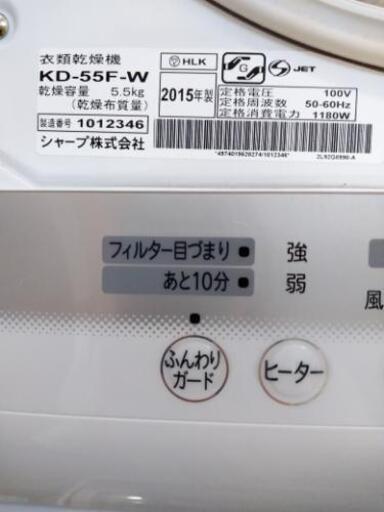 衣類乾燥機
KD-55F-W
乾燥容量 5.5kg
(乾燥布質量)
製造番号 1012346
シャープ株式会社
HLK
G
S JET
2015年製
定格電圧 100V
定格周波数 50-60Hz
定格消費電力 1180W
フィルター目づまり 強
あと10分 弱
風
ふんわり
ガード
ヒーター